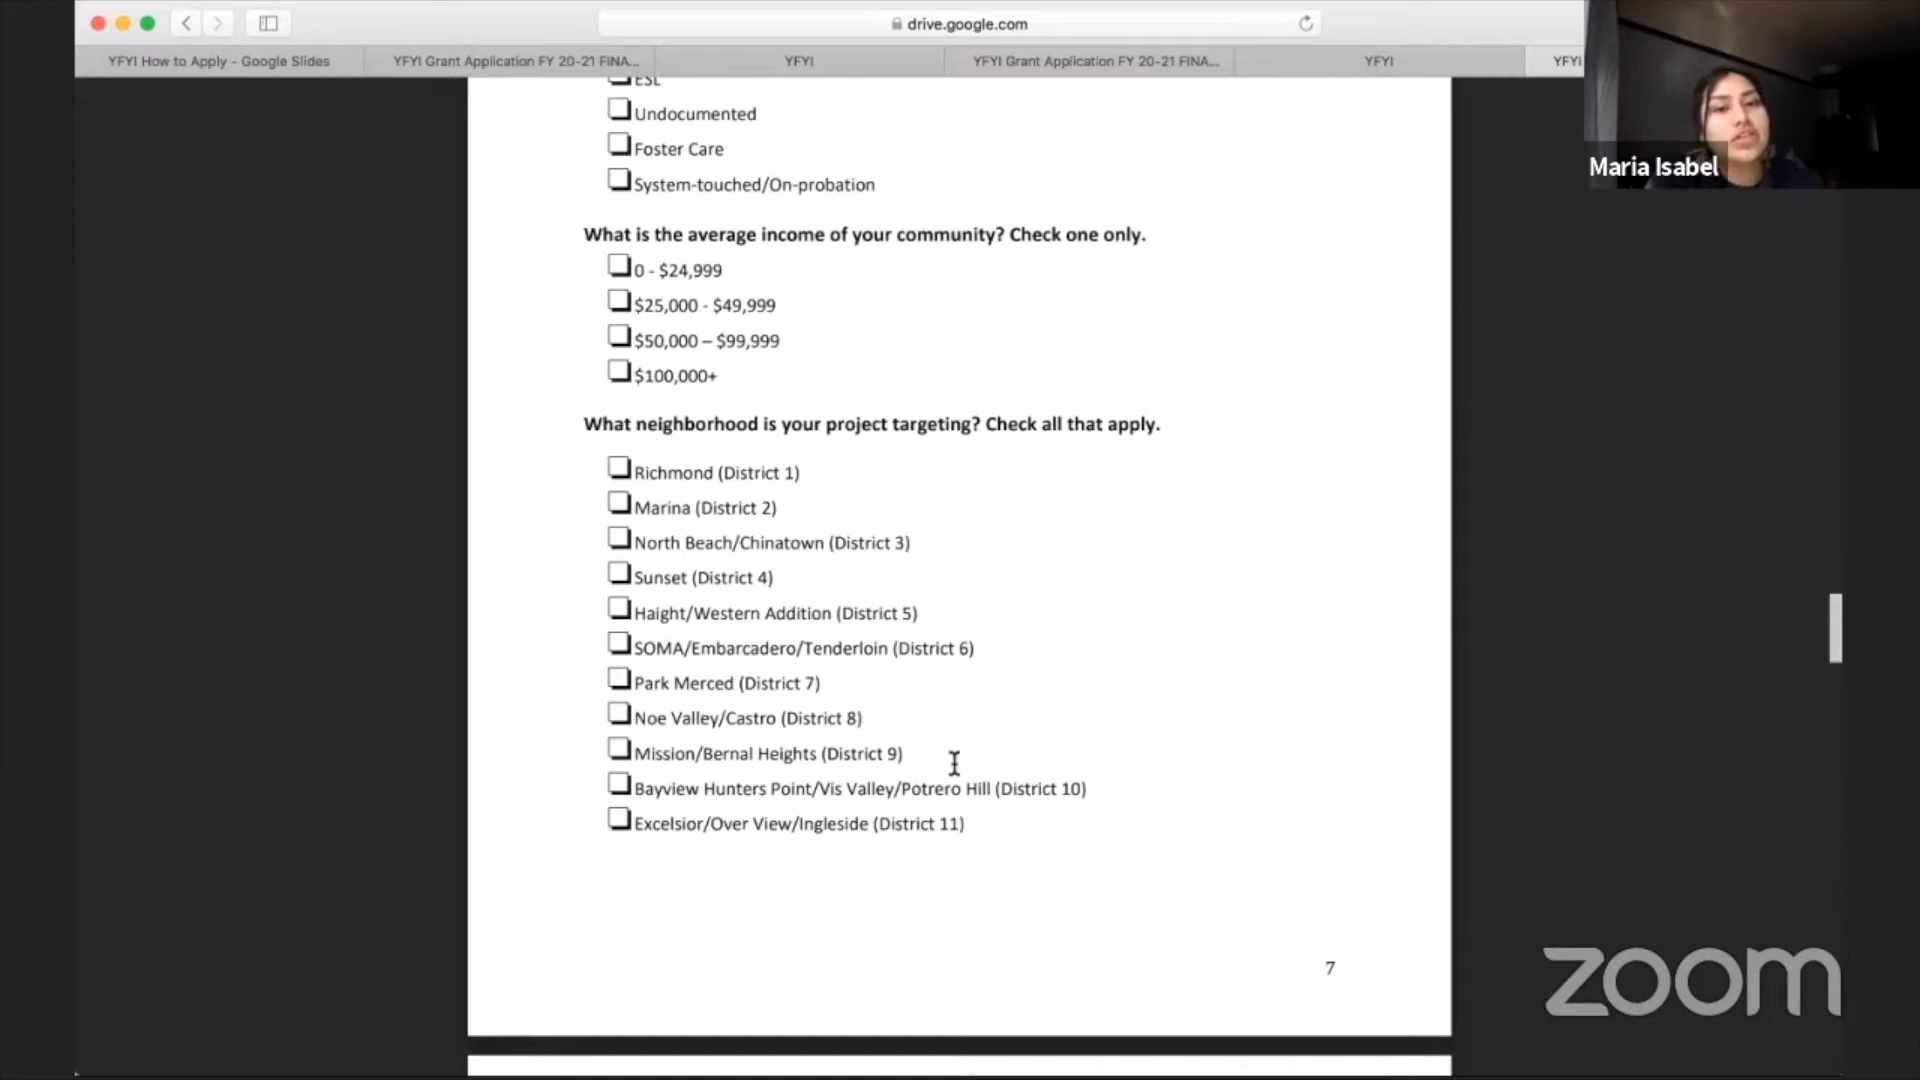 drive.google.com
YFYI How to Apply - Google Slides
YFYI Grant Application FY 20-21 FINA...
YFYI
YFYI Grant Application FY 20-21 FINA...
YFYI
YFYI
Maria Isabel
ESL
Undocumented
Foster Care
System-touched/On-probation
What is the average income of your community? Check one only.
0 - $24,999
$25,000 - $49,999
$50,000 – $99,999
$100,000+
What neighborhood is your project targeting? Check all that apply.
Richmond (District 1)
Marina (District 2)
North Beach/Chinatown (District 3)
Sunset (District 4)
Haight/Western Addition (District 5)
SOMA/Embarcadero/Tenderloin (District 6)
Park Merced (District 7)
Noe Valley/Castro (District 8)
Mission/Bernal Heights (District 9)
Bayview Hunters Point/Vis Valley/Potrero Hill (District 10)
Excelsior/Over View/Ingleside (District 11)
7
zoom